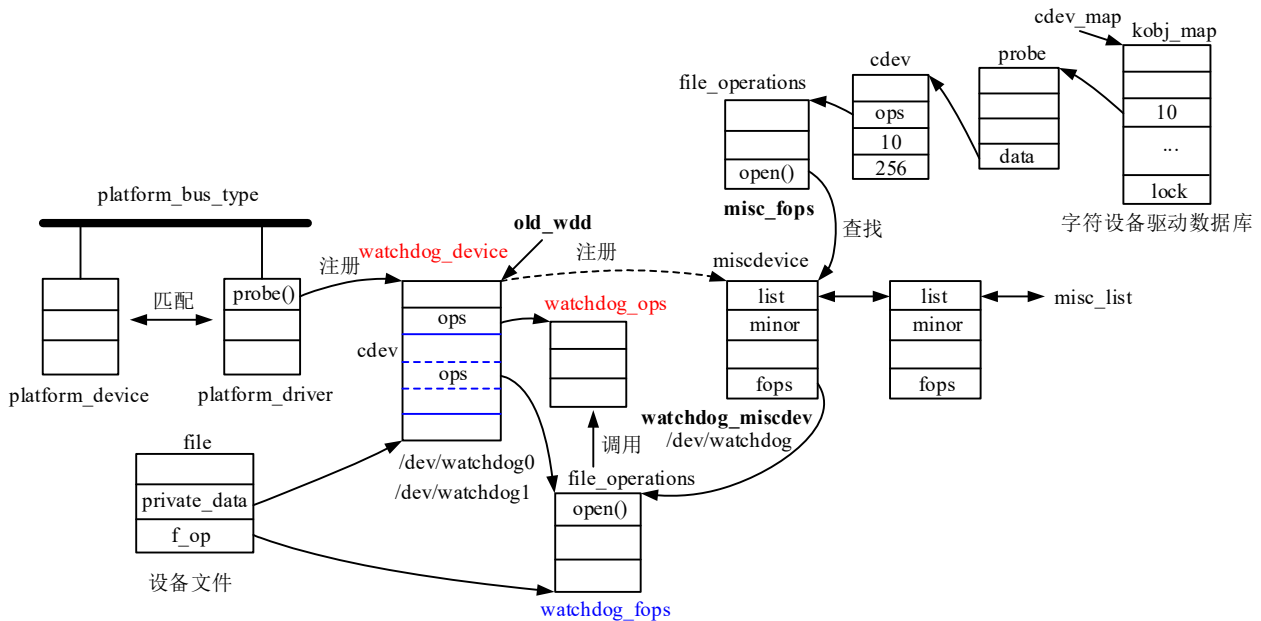 cdev_map
kobj_map
probe
cdev
file_operations
10
ops
10
...
data
256
open()
lock
misc_fops
字符设备驱动数据库
platform_bus_type
old_wdd
查找
watchdog_device
注册
miscdevice
注册
匹配
probe()
list
list
misc_list
watchdog_ops
ops
minor
minor
cdev
ops
fops
fops
platform_device
platform_driver
watchdog_miscdev
/dev/watchdog
调用
file
/dev/watchdog0
/dev/watchdog1
file_operations
private_data
open()
f_op
设备文件
watchdog_fops